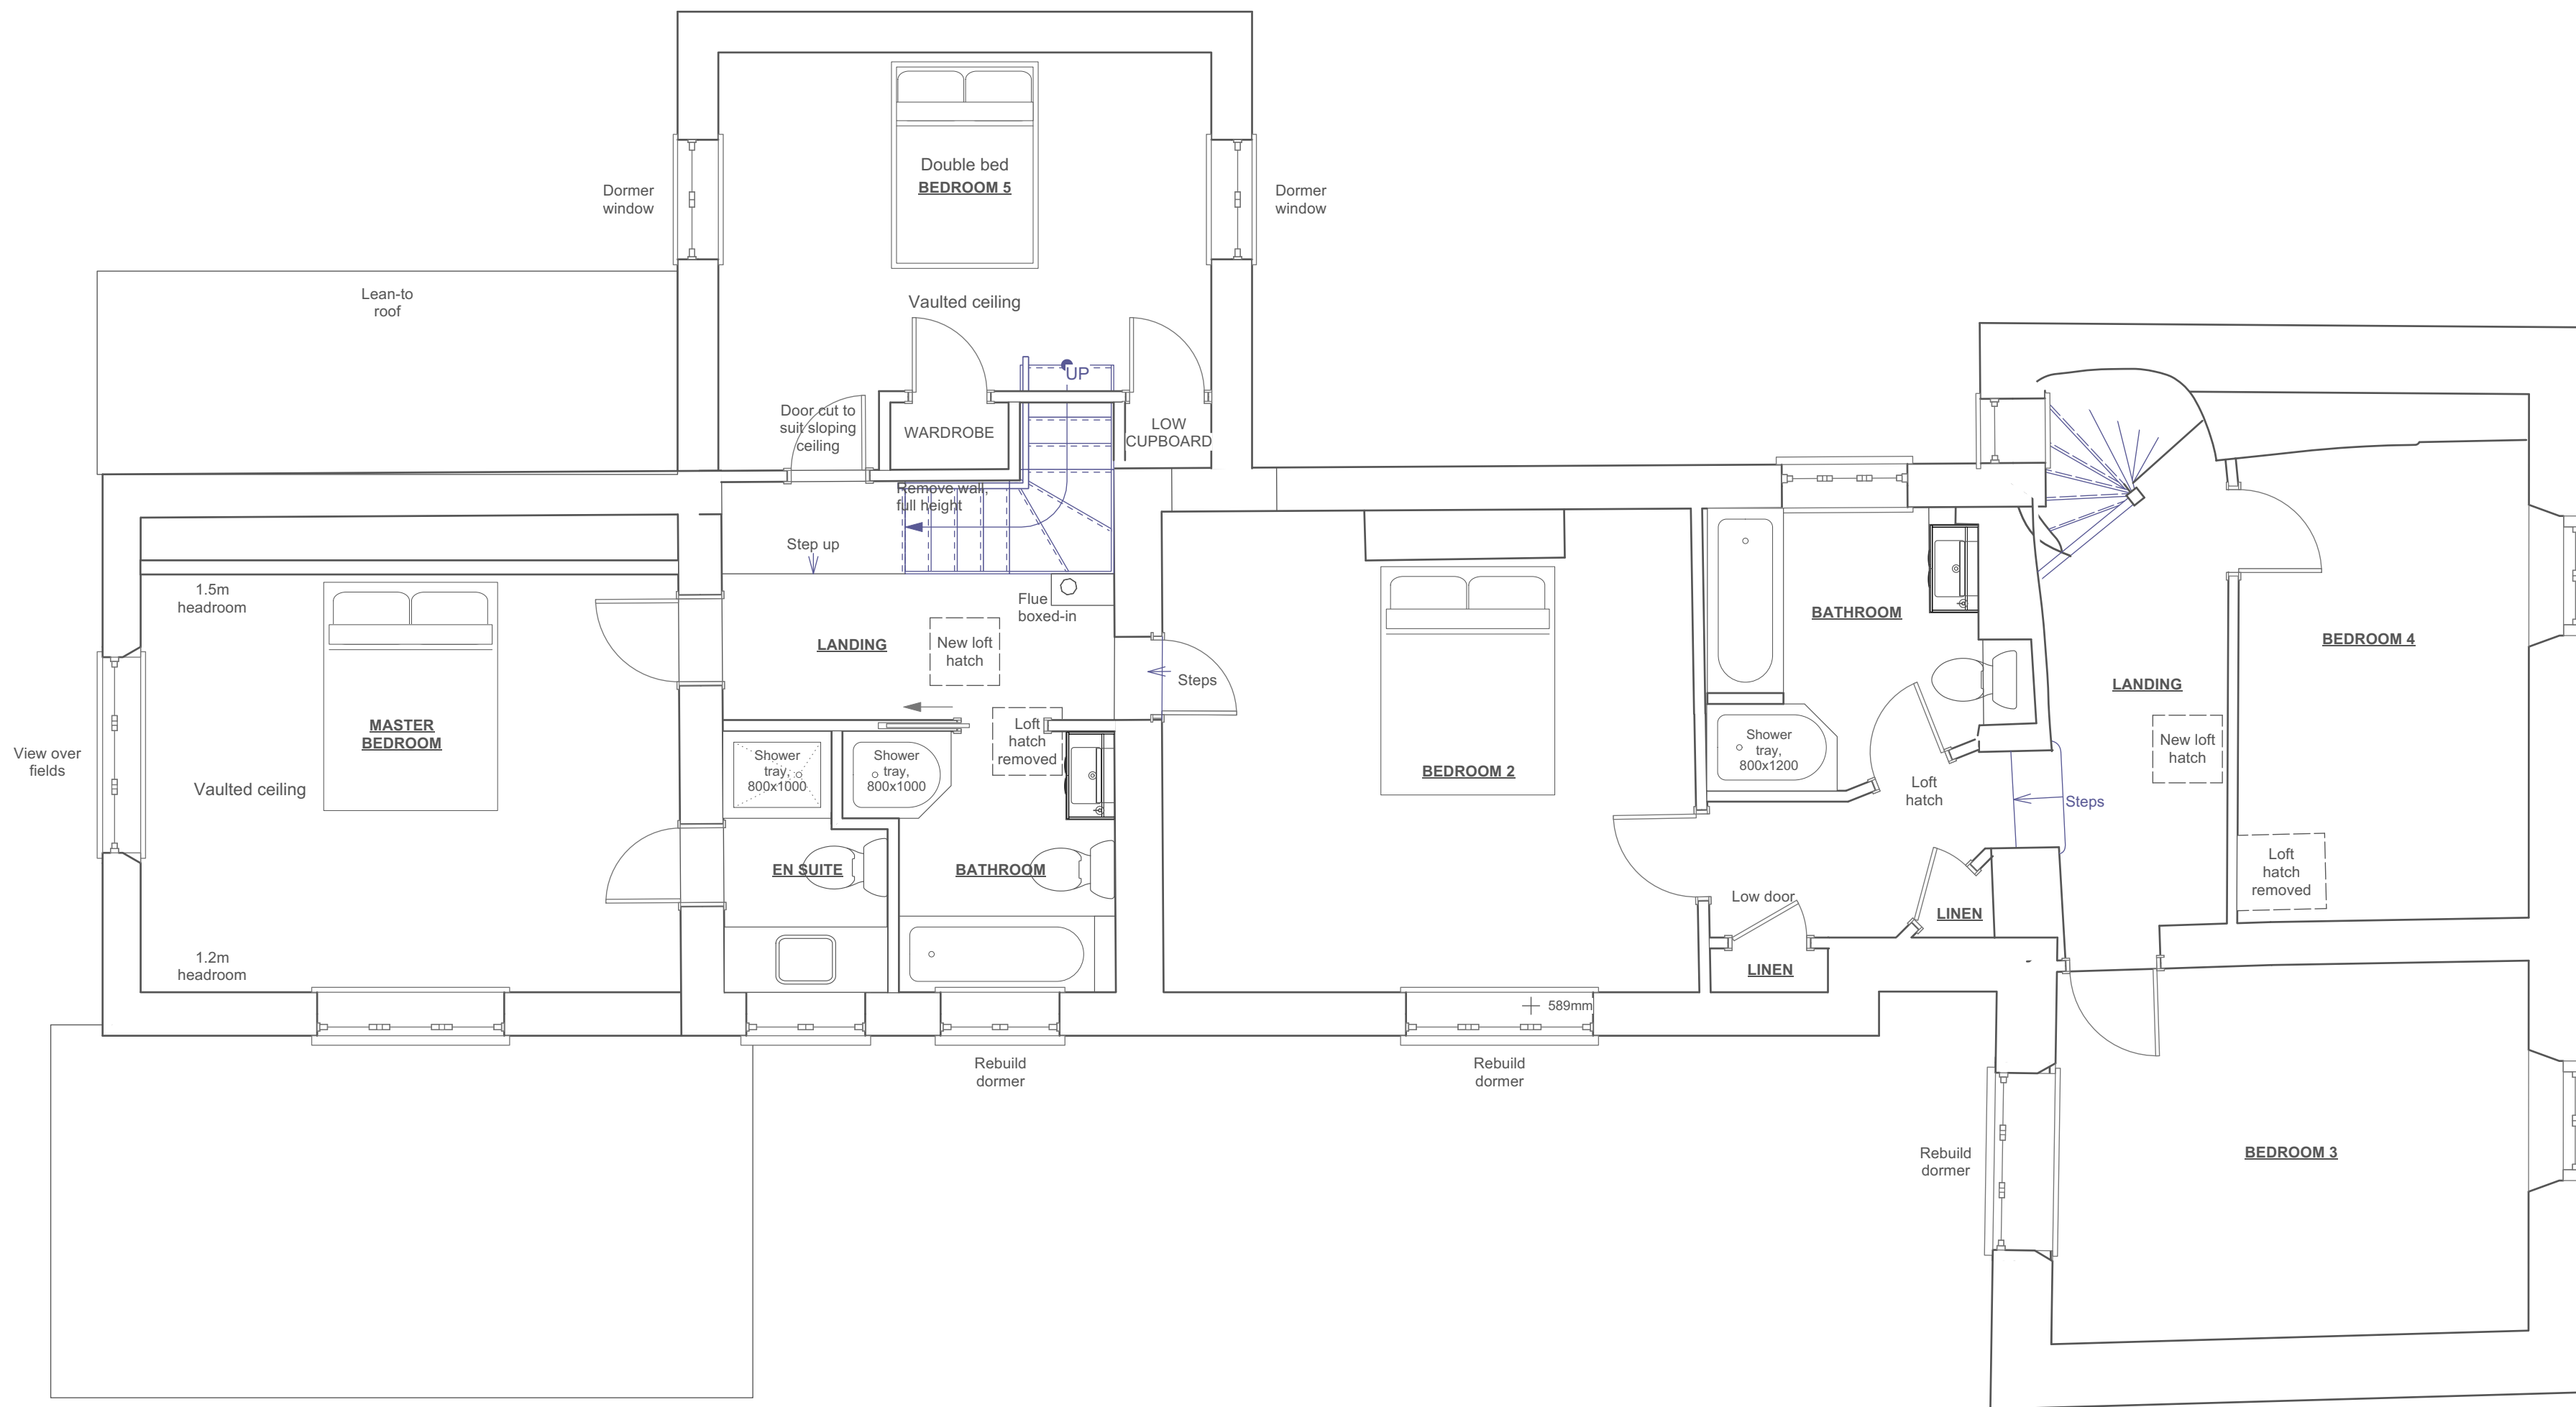 Double bed
BEDROOM 5
Dormer
window
Dormer
window
Lean-to
roof
Vaulted ceiling
UP
Door cut to
suit sloping
ceiling
WARDROBE
LOW
CUPBOARD
Remove wall,
full height
Step up
1.5m
headroom
Flue
boxed-in
LANDING
New loft
hatch
Steps
BATHROOM
BEDROOM 4
LANDING
MASTER
BEDROOM
Loft
hatch
removed
View over
fields
Vaulted ceiling
Shower
tray,
800x1000
Shower
tray,
800x1000
BEDROOM 2
Shower
tray,
800x1200
New loft
hatch
Loft
hatch
Steps
EN SUITE
BATHROOM
Loft
hatch
removed
Low door
LINEN
1.2m
headroom
LINEN
589mm
Rebuild
dormer
Rebuild
dormer
Rebuild
dormer
BEDROOM 3